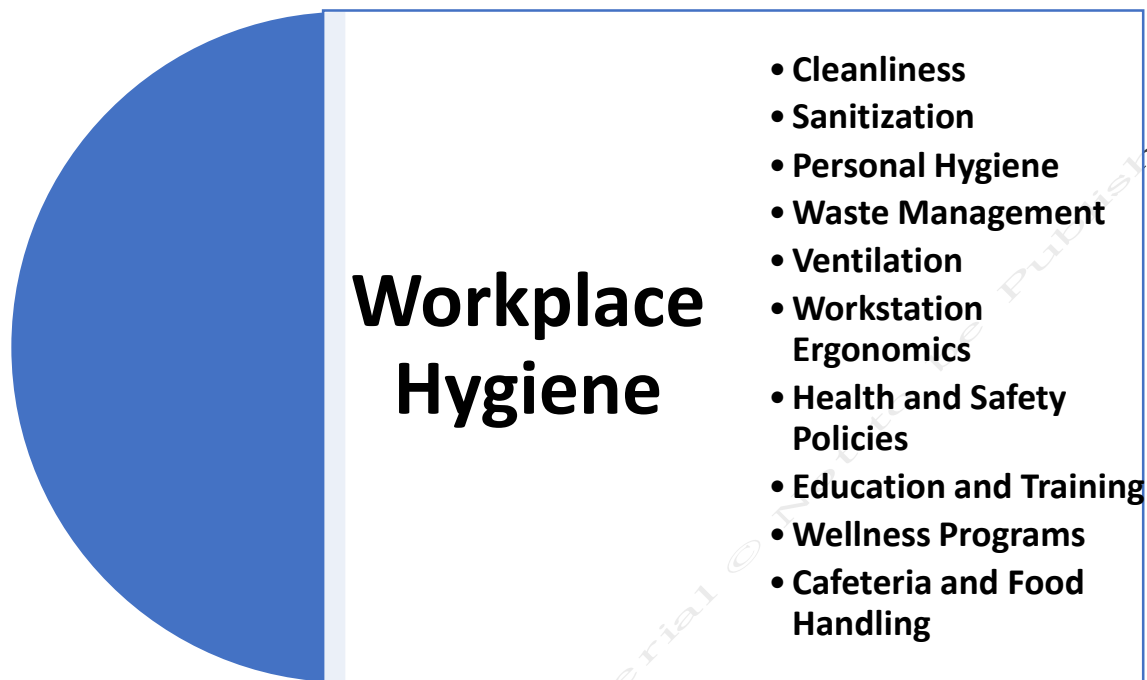 Workplace
Hygiene
• Cleanliness
• Sanitization
• Personal Hygiene
• Waste Management
• Ventilation
• Workstation
Ergonomics
• Health and Safety
Policies
• Education and Training
• Wellness Programs
• Cafeteria and Food
Handling